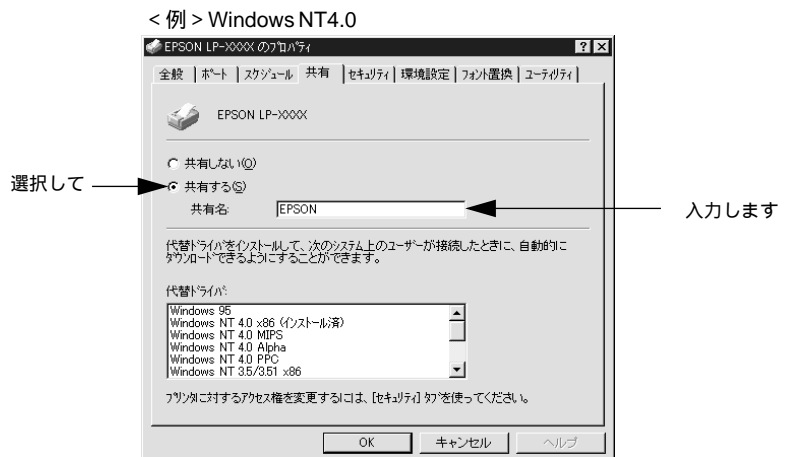 ＜例＞Windows NT4.0
EPSON LP-XXXX のﾌﾟﾛﾊﾟﾃｨ
全般 ﾎﾟｰﾄ ｽｹｼﾞｭｰﾙ 共有 ｾｷｭﾘﾃｨ 環境設定 ﾌｫﾝﾄ置換 ﾕｰﾃｨﾘﾃｨ
EPSON LP-XXXX
共有しない(O)
選択して
共有する(S)
共有名: EPSON
入力します
代替ﾄﾞﾗｲﾊﾞをｲﾝｽﾄｰﾙして、次のｼｽﾃﾑ上のﾕｰｻﾞｰが接続したときに、自動的に
ﾀﾞｳﾝﾛｰﾄﾞできるようにすることができます。
代替ﾄﾞﾗｲﾊﾞ:
Windows 95
Windows NT 4.0 x86 (ｲﾝｽﾄｰﾙ済)
Windows NT 4.0 MIPS
Windows NT 4.0 Alpha
Windows NT 4.0 PPC
Windows NT 3.5/3.51 x86
ﾌﾟﾘﾝﾀに対するｱｸｾｽ権を変更するには、[ｾｷｭﾘﾃｨ] ﾀﾌﾞを使ってください。
OK キャンセル ヘルプ